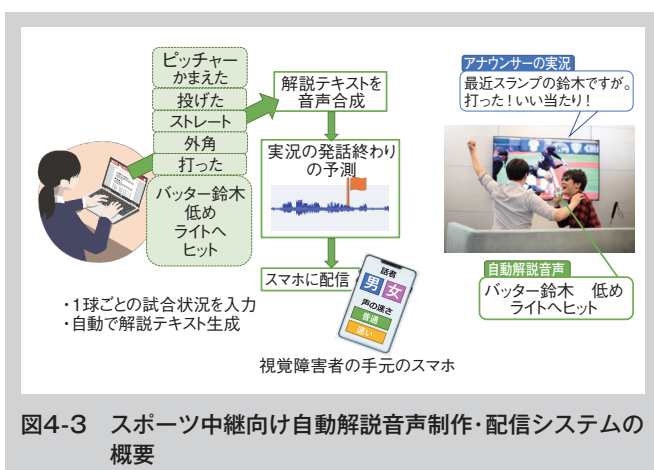 ピッチャー
かまえた
投げた
ストレート
外角
打った
バッター鈴木
低め
ライトへ
ヒット
・1球ごとの試合状況を入力
・自動で解説テキスト生成
解説テキストを
音声合成
実況の発話終わり
の予測
スマホに配信
話者
男 女
声の速さ
普通
速い
視覚障害者の手元のスマホ
アナウンサーの実況
最近スランプの鈴木ですが。
打った！いい当たり！
自動解説音声
バッター鈴木　低め
ライトへヒット
図4-3　スポーツ中継向け自動解説音声制作・配信システムの
概要